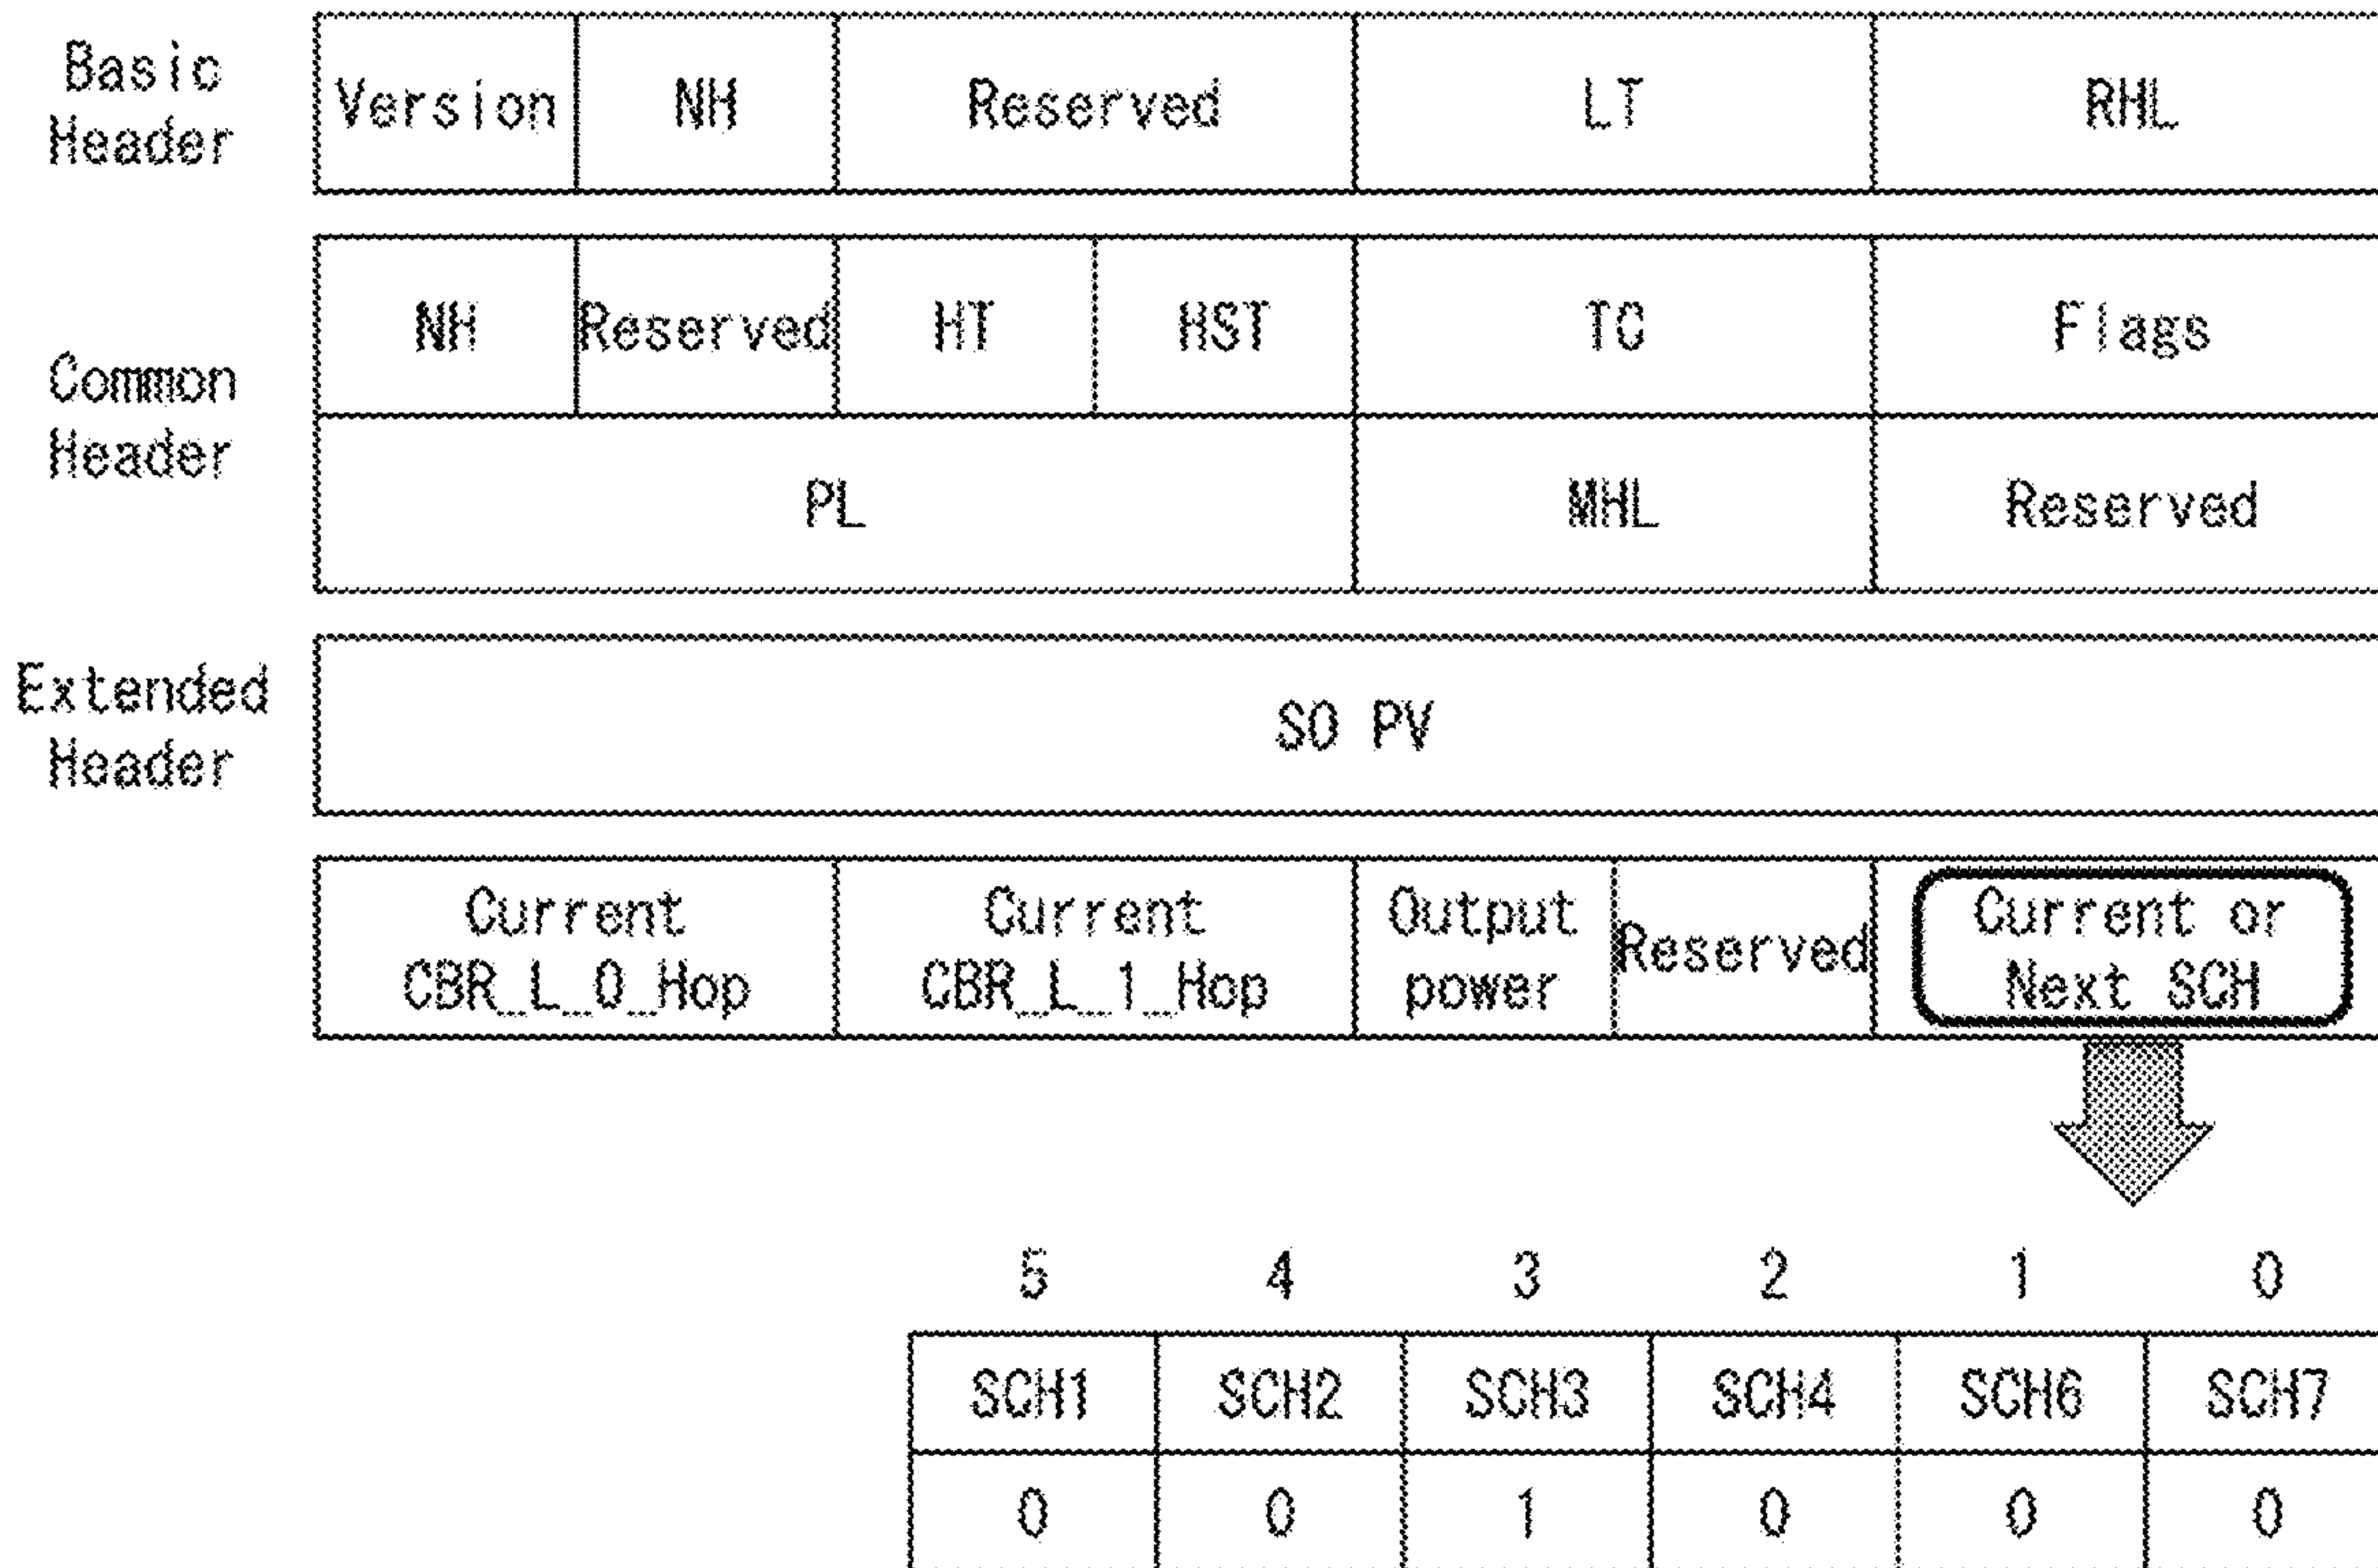 Basic
Header
Version NH Reserved LT RHL
Common
Header
NH Reserved HT HST TC Flags
PL MHL Reserved
Extended
Header
SO PV
Current
CBR_L_0_Hop
Current
CBR_L_1_Hop
Output
power
Reserved
Current or
Next SCH
5 4 3 2 1 0
SCH1 SCH2 SCH3 SCH4 SCH6 SCH7
0 0 1 0 0 0